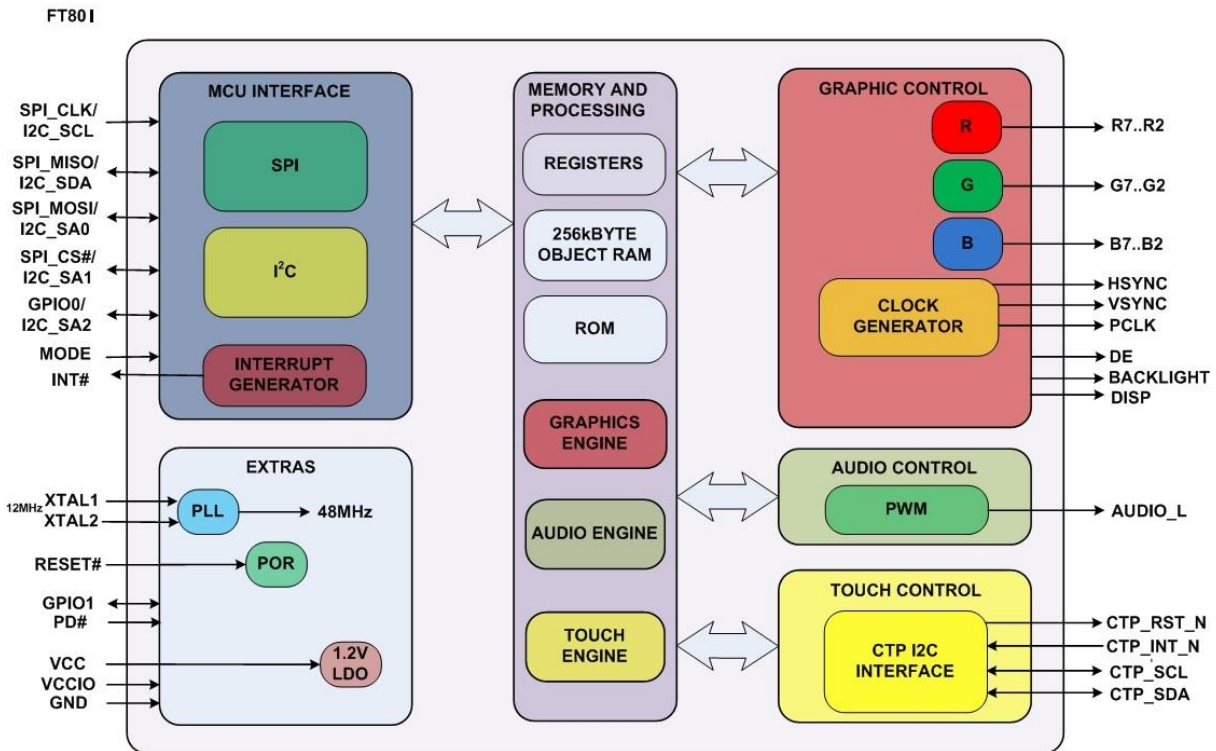 FT801
MCU INTERFACE
SPI
I²C
INTERRUPT
GENERATOR
SPI_CLK/
I2C_SCL
SPI_MISO/
I2C_SDA
SPI_MOSI/
I2C_SA0
SPI_CS#/
I2C_SA1
GPIO0/
I2C_SA2
MODE
INT#
EXTRAS
12MHz
XTAL1
XTAL2
PLL
48MHz
RESET#
POR
GPIO1
PD#
VCC
VCCIO
GND
1.2V
LDO
MEMORY AND
PROCESSING
REGISTERS
256kBYTE
OBJECT RAM
ROM
GRAPHICS
ENGINE
AUDIO ENGINE
TOUCH
ENGINE
GRAPHIC CONTROL
R
G
B
CLOCK
GENERATOR
R7..R2
G7..G2
B7..B2
HSYNC
VSYNC
PCLK
DE
BACKLIGHT
DISP
AUDIO CONTROL
PWM
AUDIO_L
TOUCH CONTROL
CTP I2C
INTERFACE
CTP_RST_N
CTP_INT_N
CTP_SCL
CTP_SDA